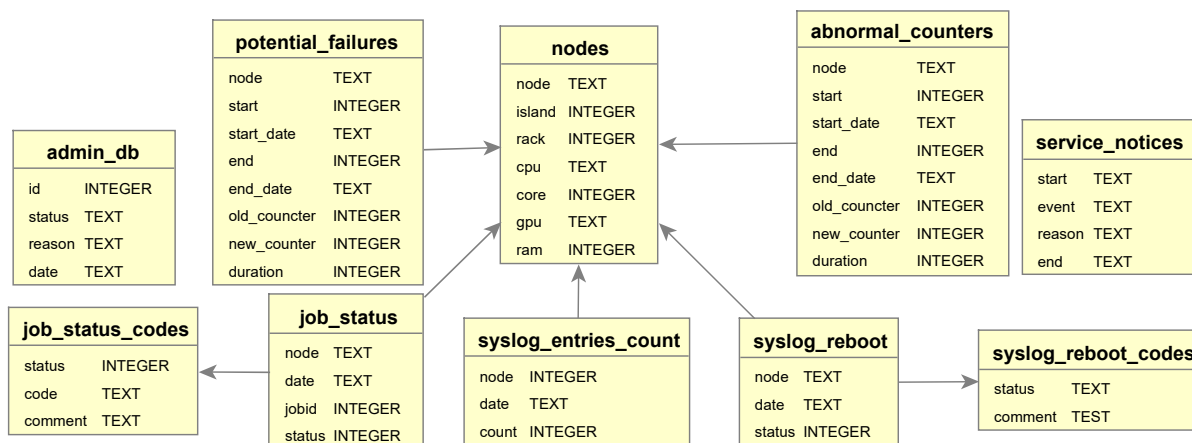 potential_failures
node TEXT
start INTEGER
start_date TEXT
end INTEGER
end_date TEXT
old_councter INTEGER
new_counter INTEGER
duration INTEGER
nodes
node TEXT
island INTEGER
rack INTEGER
cpu TEXT
core INTEGER
gpu TEXT
ram INTEGER
abnormal_counters
node TEXT
start INTEGER
start_date TEXT
end INTEGER
end_date TEXT
old_councter INTEGER
new_counter INTEGER
duration INTEGER
admin_db
id INTEGER
status TEXT
reason TEXT
date TEXT
service_notices
start TEXT
event TEXT
reason TEXT
end TEXT
job_status_codes
status INTEGER
code TEXT
comment TEXT
job_status
node TEXT
date TEXT
jobid INTEGER
status INTEGER
syslog_entries_count
node INTEGER
date TEXT
count INTEGER
syslog_reboot
node TEXT
date TEXT
status INTEGER
syslog_reboot_codes
status TEXT
comment TEST